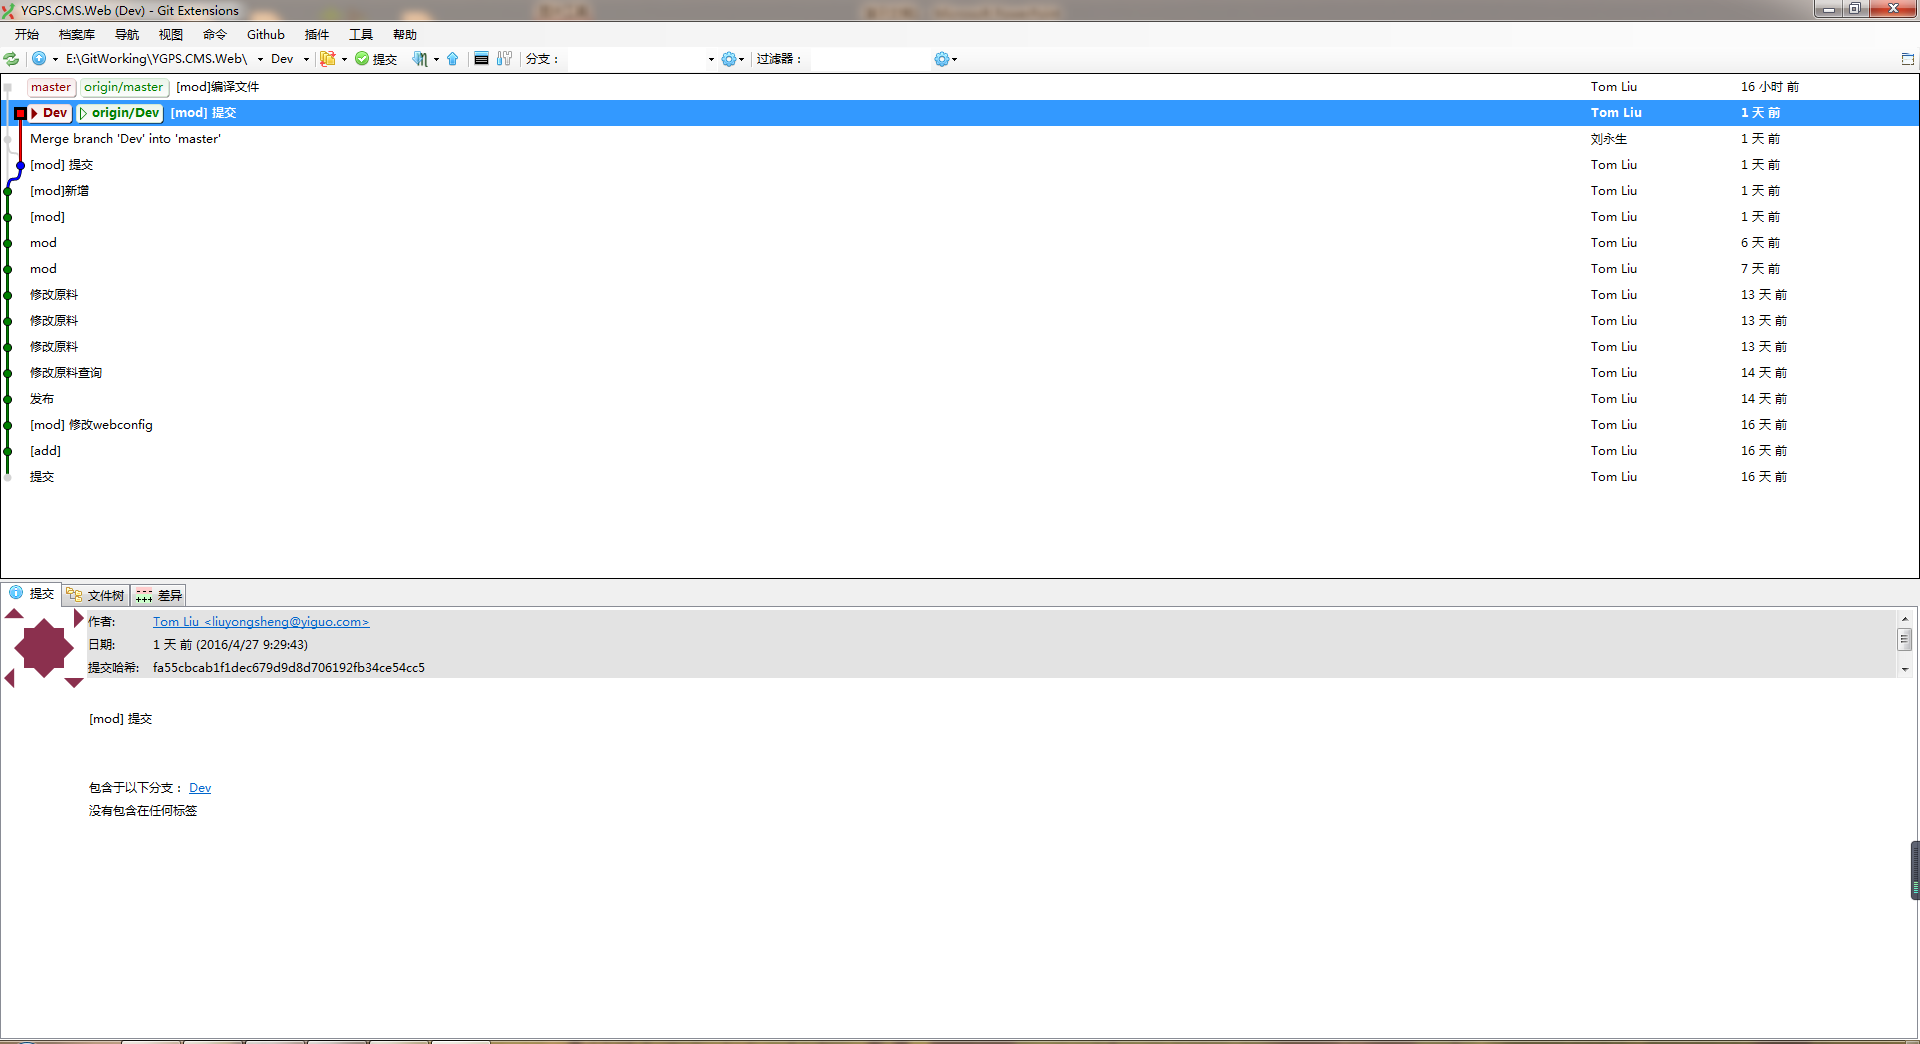 YGPS.CMS.Web (Dev) - Git Extensions
开始 档案库 导航 视图 命令 Github 插件 工具 帮助
E:\GitWorking\YGPS.CMS.Web\ Dev 提交 分支： 过滤器：
master origin/master [mod]编译文件 Tom Liu 16 小时 前
Dev origin/Dev [mod] 提交 Tom Liu 1 天 前
Merge branch 'Dev' into 'master' 刘永生 1 天 前
[mod] 提交 Tom Liu 1 天 前
[mod]新增 Tom Liu 1 天 前
[mod] Tom Liu 1 天 前
mod Tom Liu 6 天 前
mod Tom Liu 7 天 前
修改原料 Tom Liu 13 天 前
修改原料 Tom Liu 13 天 前
修改原料 Tom Liu 13 天 前
修改原料查询 Tom Liu 14 天 前
发布 Tom Liu 14 天 前
[mod] 修改webconfig Tom Liu 16 天 前
[add] Tom Liu 16 天 前
提交 Tom Liu 16 天 前
提交 文件树 差异
作者: Tom Liu <liuyongsheng@yiguo.com>
日期: 1 天 前 (2016/4/27 9:29:43)
提交哈希: fa55cbcab1f1dec679d9d8d706192fb34ce54cc5
[mod] 提交
包含于以下分支： Dev
没有包含在任何标签